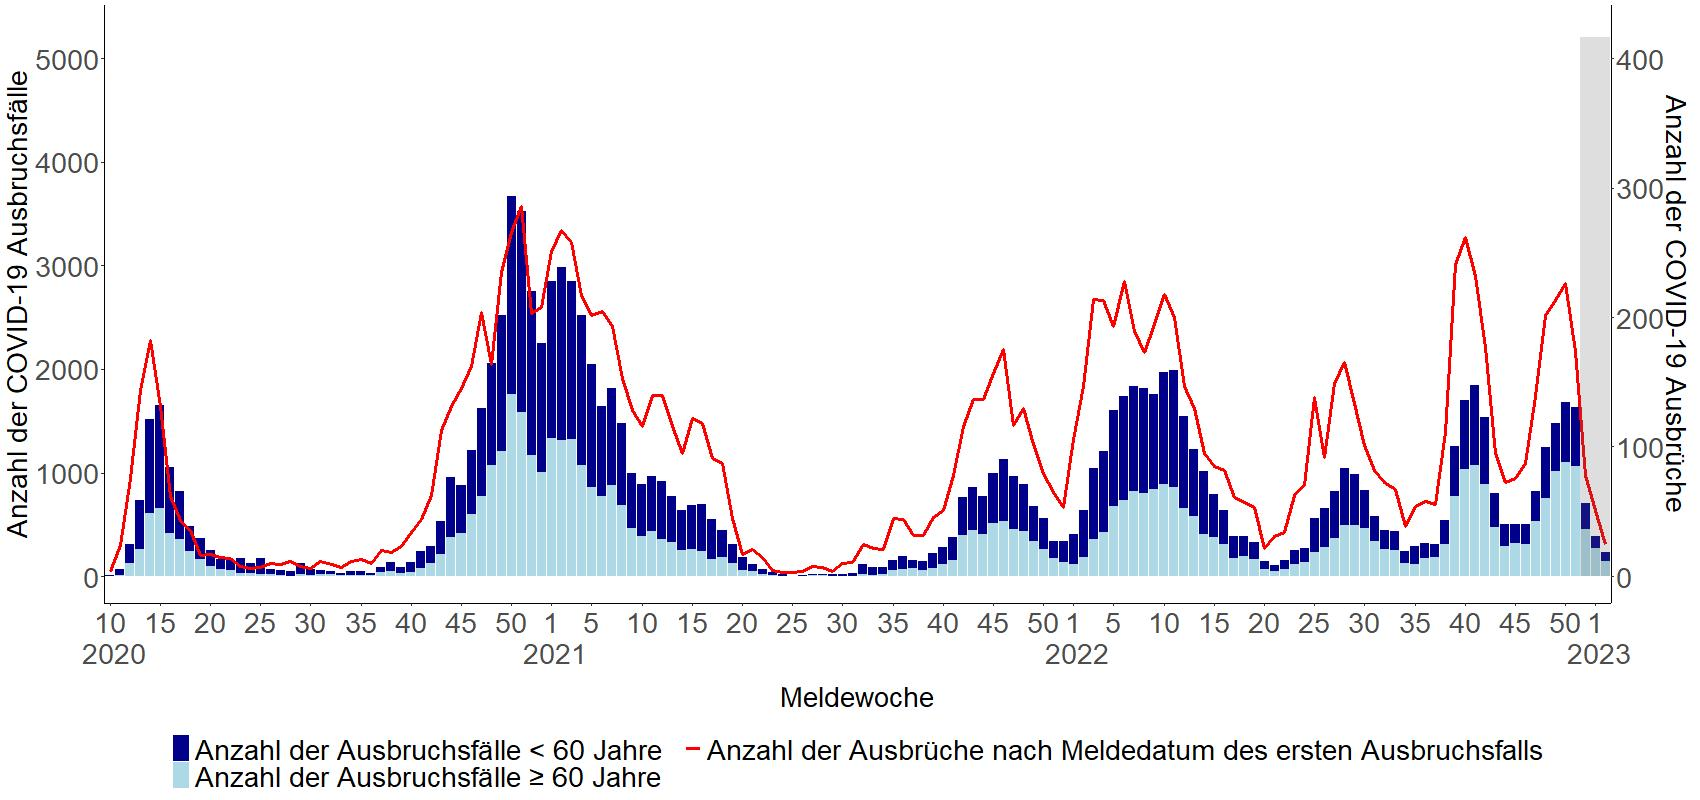 Anzahl der COVID-19 Ausbruchsfälle
5000
4000
3000
2000
1000
0
400
300
200
100
0
Anzahl der COVID-19 Ausbrüche
10 15 20 25 30 35 40 45 50 1 5 10 15 20 25 30 35 40 45 50 1 5 10 15 20 25 30 35 40 45 50 1
2020 2021 2022 2023
Meldewoche
Anzahl der Ausbruchsfälle < 60 Jahre
Anzahl der Ausbrüche nach Meldedatum des ersten Ausbruchsfalls
Anzahl der Ausbruchsfälle ≥ 60 Jahre